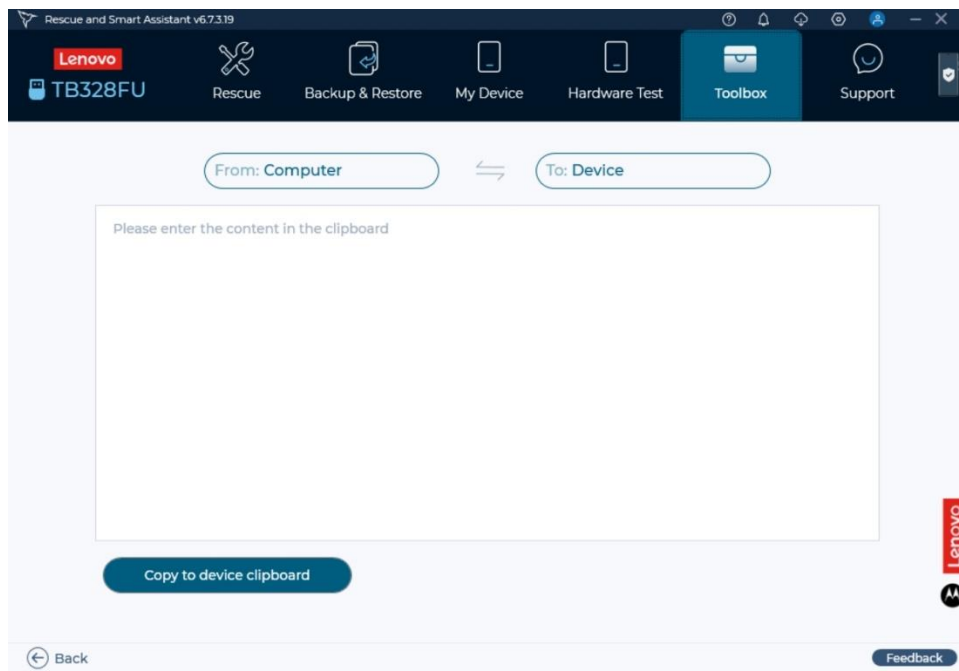 Rescue and Smart Assistant v6.7.3.19
Lenovo
TB328FU
Rescue
Backup & Restore
My Device
Hardware Test
Toolbox
Support
From: Computer
To: Device
Please enter the content in the clipboard
Lenovo
Copy to device clipboard
Back
Feedback